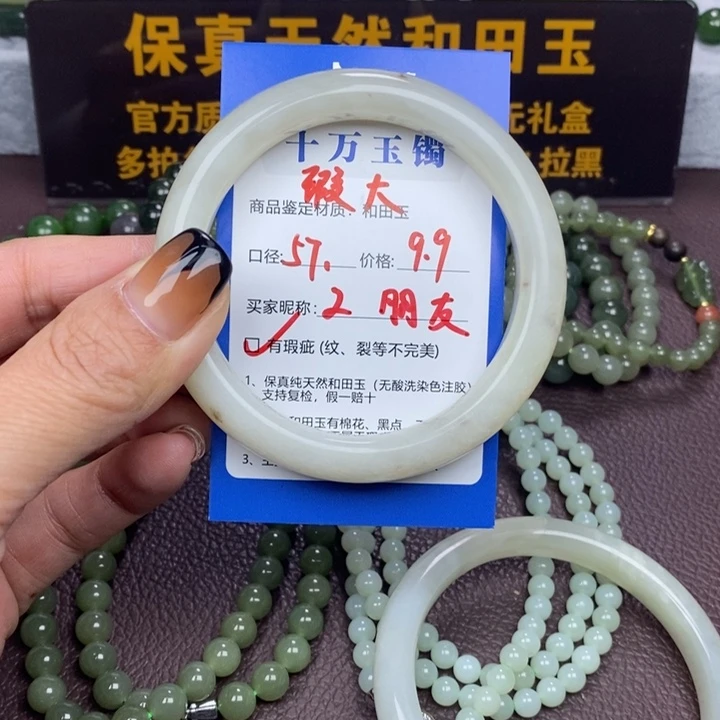 保真天然和田玉
官方质
无礼盒
多护
拉黑
十万玉镯
瑕大
商品鉴定材质：和田玉
口径:57. 价格: 9.9
买家昵称: 2 朋友
有瑕疵 (纹、裂等不完美)
1、保真纯天然和田玉（无酸洗染色注胶）
支持复检，假一赔十
和田玉有棉花、黑点
3、